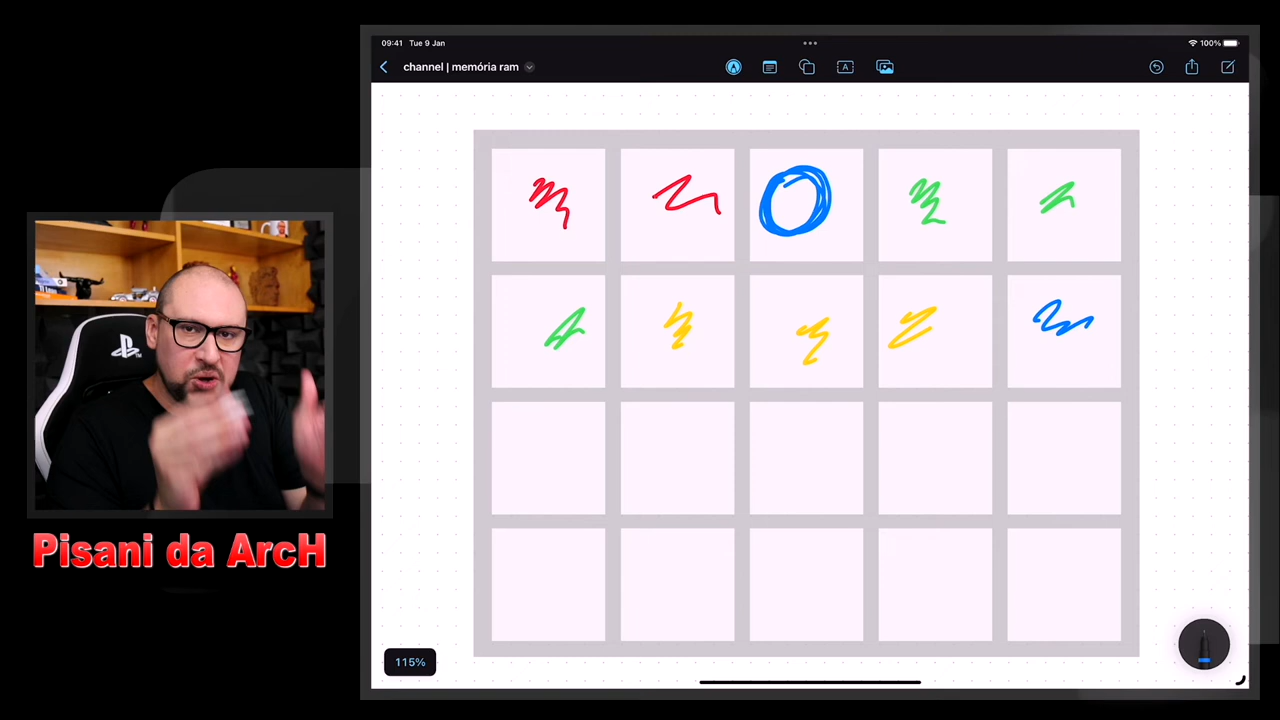 09:41 Tue 9 Jan
100%
channel | memória ram
A
Pisani da ArcH
115%